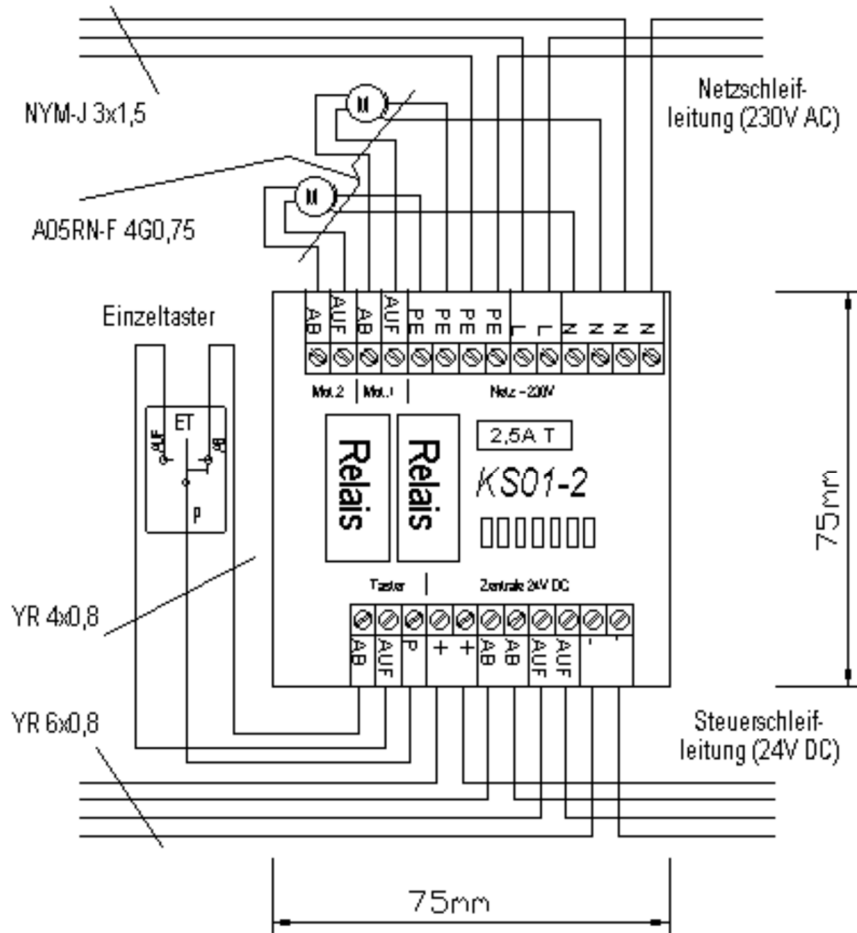 NYM-J 3x1,5
Netzschleif-
leitung (230V AC)
M
M
A05RN-F 4G0,75
Einzeltaster
AB AUF AB AUF PE PE PE PE L L N N N N
Mot.2 Mot.1 Netz ~230V
ET
AUF AB
P
Relais Relais
2,5A T
KS01-2
75mm
Taster Zentrale 24V DC
YR 4x0,8
AB AUF P + + AB AB AUF AUF - -
YR 6x0,8
Steuerschleif-
leitung (24V DC)
75mm